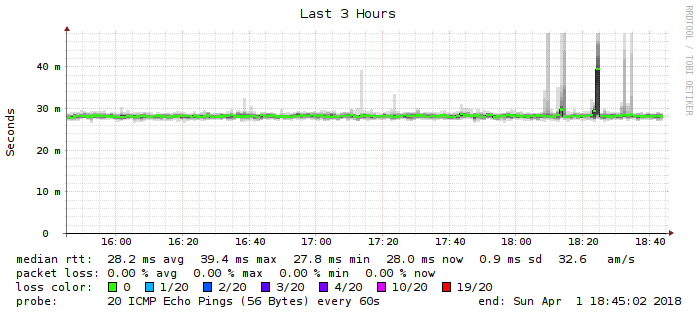 Last 3 Hours
RRDTOOL / TOBI OETIKER
Seconds
40 m
30 m
20 m
10 m
0
16:00 16:20 16:40 17:00 17:20 17:40 18:00 18:20 18:40
median rtt: 28.2 ms avg 39.4 ms max 27.8 ms min 28.0 ms now 0.9 ms sd 32.6 am/s
packet loss: 0.00 % avg 0.00 % max 0.00 % min 0.00 % now
loss color: 0 1/20 2/20 3/20 4/20 10/20 19/20
probe: 20 ICMP Echo Pings (56 Bytes) every 60s end: Sun Apr 1 18:45:02 2018